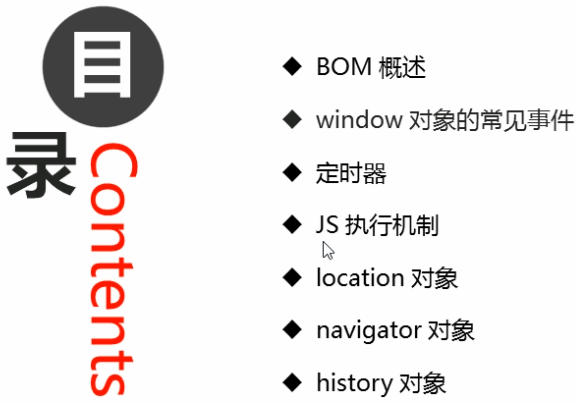 目录
Contents
BOM 概述
window 对象的常见事件
定时器
JS 执行机制
location 对象
navigator 对象
history 对象